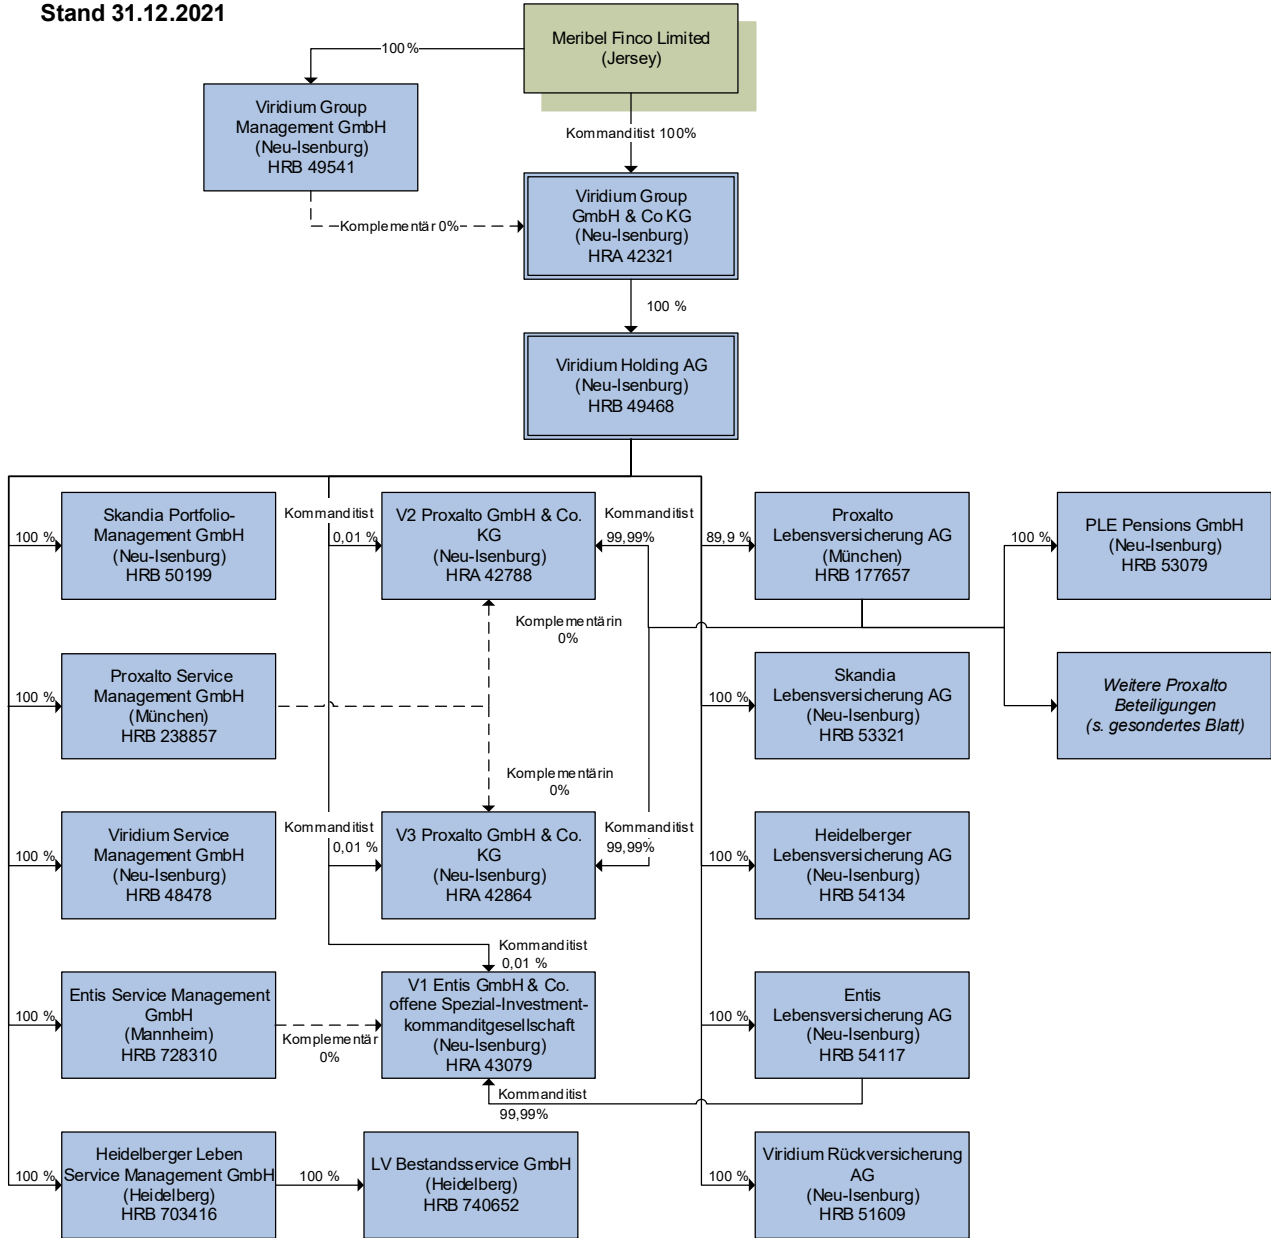 Stand 31.12.2021
Meribel Finco Limited
(Jersey)
100 %
Viridium Group
Management GmbH
(Neu-Isenburg)
HRB 49541
Kommanditist 100%
Viridium Group
GmbH & Co KG
(Neu-Isenburg)
HRA 42321
Komplementär 0%
100 %
Viridium Holding AG
(Neu-Isenburg)
HRB 49468
100 %
Skandia Portfolio-
Management GmbH
(Neu-Isenburg)
HRB 50199
Kommanditist
0,01 %
V2 Proxalto GmbH & Co.
KG
(Neu-Isenburg)
HRA 42788
Kommanditist
99,99%
89,9 %
Proxalto
Lebensversicherung AG
(München)
HRB 177657
100 %
PLE Pensions GmbH
(Neu-Isenburg)
HRB 53079
Komplementärin
0%
100 %
Proxalto Service
Management GmbH
(München)
HRB 238857
100 %
Skandia
Lebensversicherung AG
(Neu-Isenburg)
HRB 53321
Weitere Proxalto
Beteiligungen
(s. gesondertes Blatt)
Komplementärin
0%
100 %
Viridium Service
Management GmbH
(Neu-Isenburg)
HRB 48478
Kommanditist
0,01 %
V3 Proxalto GmbH & Co.
KG
(Neu-Isenburg)
HRA 42864
Kommanditist
99,99%
100 %
Heidelberger
Lebensversicherung AG
(Neu-Isenburg)
HRB 54134
Kommanditist
0,01 %
100 %
Entis Service Management
GmbH
(Mannheim)
HRB 728310
Komplementär
0%
V1 Entis GmbH & Co.
offene Spezial-Investment-
kommanditgesellschaft
(Neu-Isenburg)
HRA 43079
100 %
Entis
Lebensversicherung AG
(Neu-Isenburg)
HRB 54117
Kommanditist
99,99%
100 %
Heidelberger Leben
Service Management GmbH
(Heidelberg)
HRB 703416
100 %
LV Bestandsservice GmbH
(Heidelberg)
HRB 740652
100 %
Viridium Rückversicherung
AG
(Neu-Isenburg)
HRB 51609